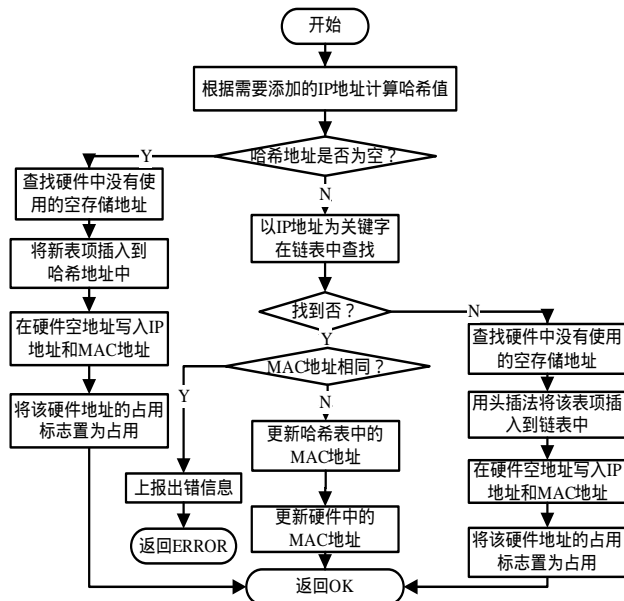 开始
根据需要添加的IP地址计算哈希值
哈希地址是否为空？
Y
N
查找硬件中没有使
用的空存储地址
将新表项插入到
哈希地址中
在硬件空地址写入IP
地址和MAC地址
将该硬件地址的占用
标志置为占用
以IP地址为关键字
在链表中查找
找到否？
N
Y
MAC地址相同？
Y
N
上报出错信息
返回ERROR
更新哈希表中的
MAC地址
更新硬件中的
MAC地址
查找硬件中没有使用
的空存储地址
用头插法将该表项插
入到链表中
在硬件空地址写入IP
地址和MAC地址
将该硬件地址的占用
标志置为占用
返回OK